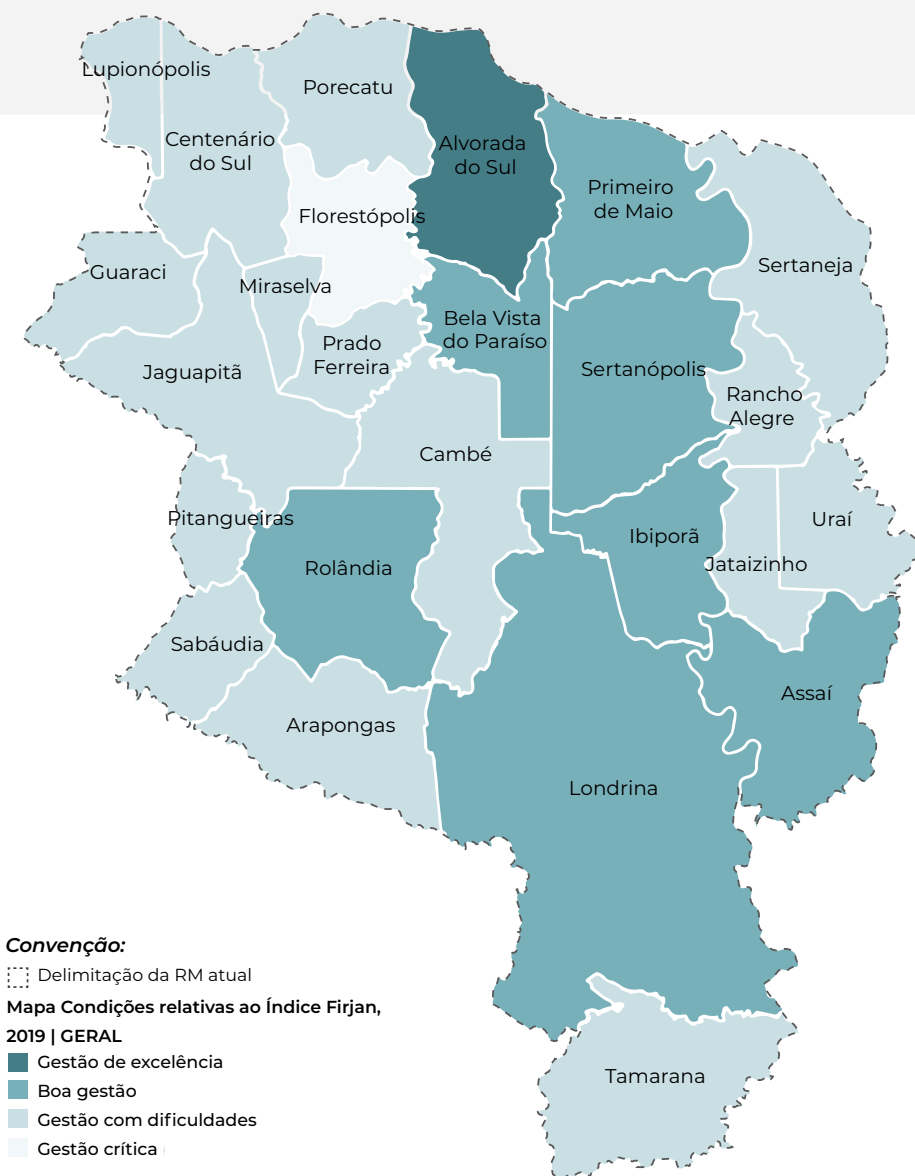 Lupionópolis
Porecatu
Centenário
do Sul
Alvorada
do Sul
Primeiro
de Maio
Florestópolis
Sertaneja
Guaraci
Miraselva
Bela Vista
do Paraíso
Prado
Ferreira
Jaguapitã
Sertanópolis
Rancho
Alegre
Cambé
Pitangueiras
Uraí
Ibiporã
Jataizinho
Rolândia
Sabáudia
Assaí
Arapongas
Londrina
Tamarana
Convenção:
Delimitação da RM atual
Mapa Condições relativas ao Índice Firjan,
2019 | GERAL
Gestão de excelência
Boa gestão
Gestão com dificuldades
Gestão crítica